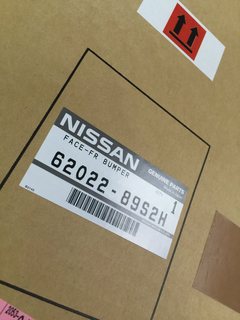 NISSAN
GENUINE PARTS
FACE-FR BUMPER
62022-89S2H 1